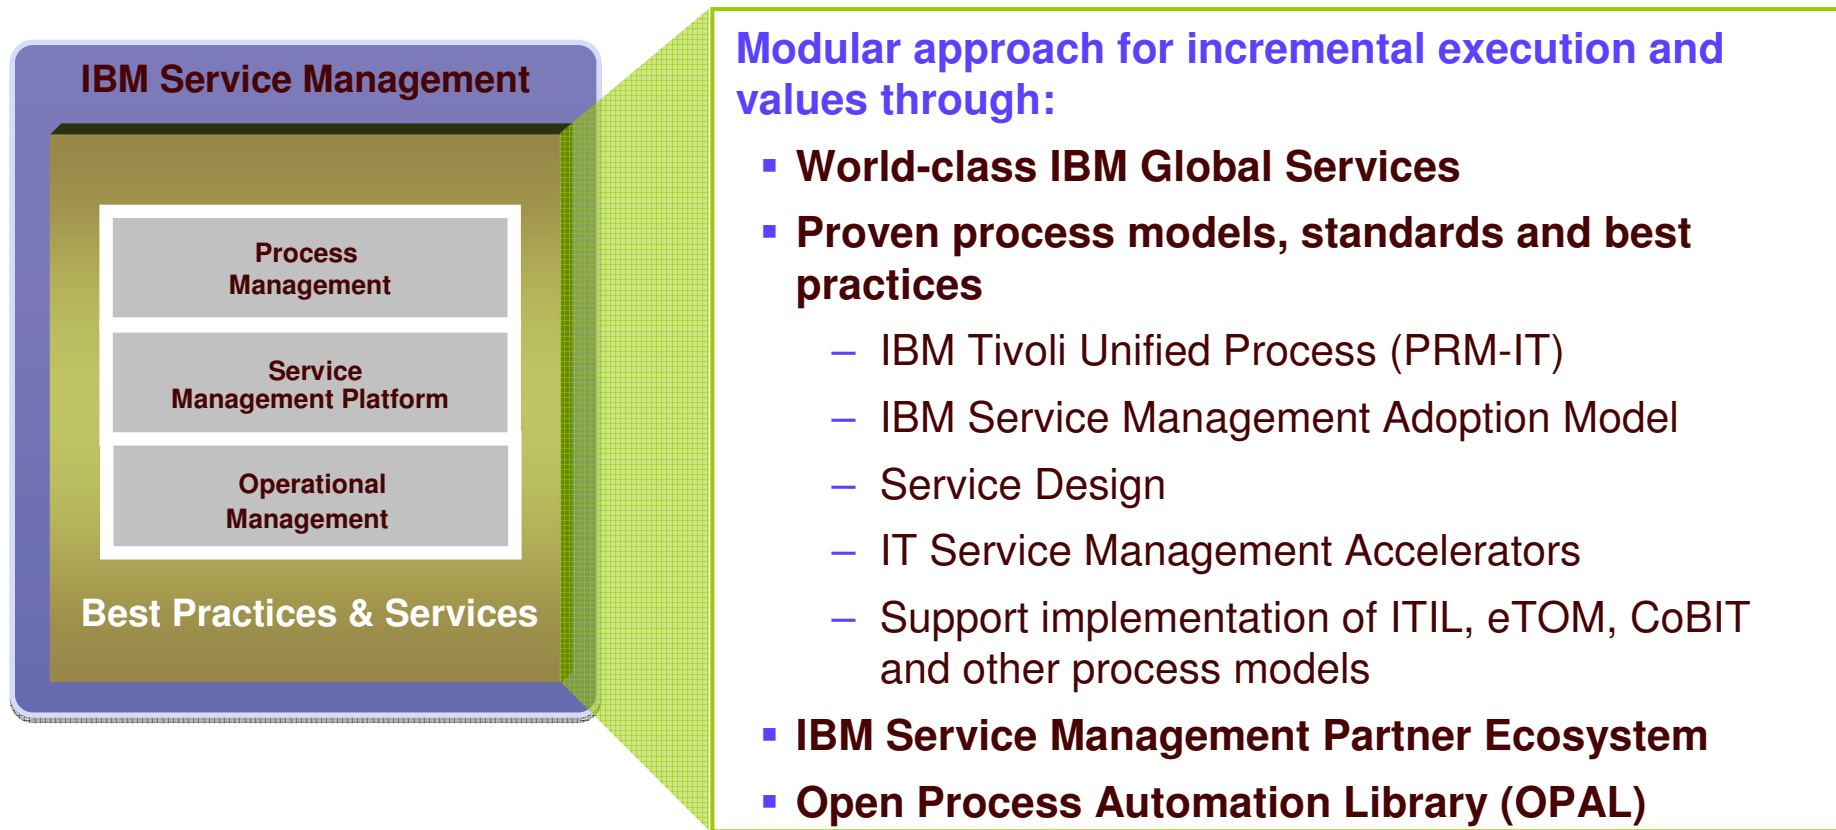 IBM Service Management
Process
Management
Service
Management Platform
Operational
Management
Best Practices & Services
Modular approach for incremental execution and
values through:
▪ World-class IBM Global Services
▪ Proven process models, standards and best
practices
– IBM Tivoli Unified Process (PRM-IT)
– IBM Service Management Adoption Model
– Service Design
– IT Service Management Accelerators
– Support implementation of ITIL, eTOM, CoBIT
and other process models
▪ IBM Service Management Partner Ecosystem
▪ Open Process Automation Library (OPAL)